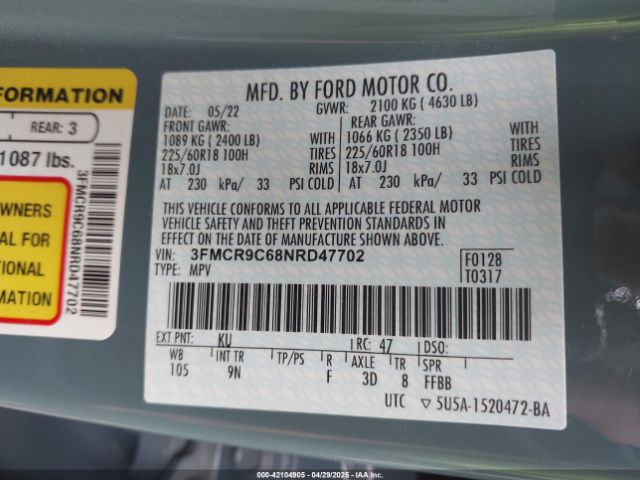 FORMATION
REAR: 3
1087 lbs.
3FMCR9C68NRD47702
OWNERS
AL FOR
TIONAL
MATION
MFD. BY FORD MOTOR CO.
DATE: 05/22 GVWR: 2100 KG ( 4630 LB)
FRONT GAWR: REAR GAWR:
1089 KG ( 2400 LB) WITH 1066 KG ( 2350 LB) WITH
225/60R18 100H TIRES 225/60R18 100H TIRES
18x7.0J RIMS 18x7.0J RIMS
AT 230 kPa/ 33 PSI COLD AT 230 kPa/ 33 PSI COLD
THIS VEHICLE CONFORMS TO ALL APPLICABLE FEDERAL MOTOR
VEHICLE SAFETY AND THEFT PREVENTION STANDARDS IN
EFFECT ON THE DATE OF MANUFACTURE SHOWN ABOVE.
VIN: 3FMCR9C68NRD47702 F0128
TYPE: MPV T0317
EXT PNT: KU RC: 47 DSO:
WB INT TR TP/PS R AXLE TR SPR
105 9N F 3D 8 FFBB
UTC ▽ 5U5A-1520472-BA
000-42104905 - 04/29/2025 - IAAI.com